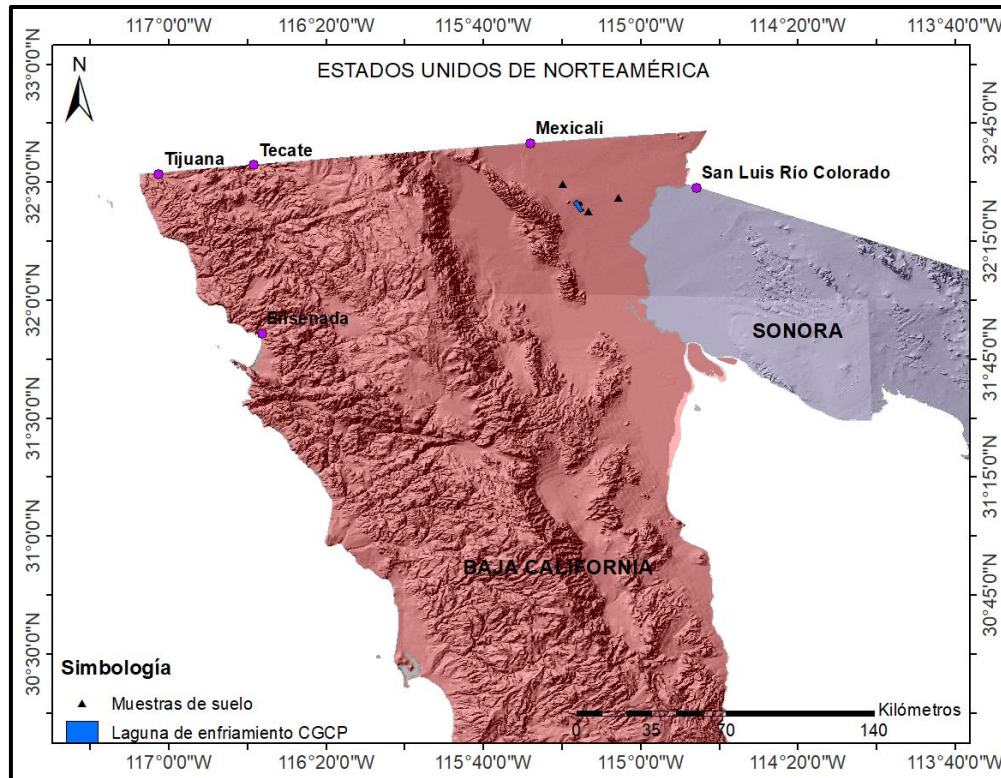 117°0'0"W 116°20'0"W 115°40'0"W 115°0'0"W 114°20'0"W 113°40'0"W
33°0'0"N
32°30'0"N
32°0'0"N
31°30'0"N
31°0'0"N
30°30'0"N
N
ESTADOS UNIDOS DE NORTEAMÉRICA
Mexicali
Tecate
Tijuana
San Luis Río Colorado
Ensenada
SONORA
BAJA CALIFORNIA
Simbología
Muestras de suelo
Laguna de enfriamiento CGCP
Kilómetros
0 35 70 140
32°45'0"N
32°15'0"N
31°45'0"N
31°15'0"N
30°45'0"N
117°0'0"W 116°20'0"W 115°40'0"W 115°0'0"W 114°20'0"W 113°40'0"W